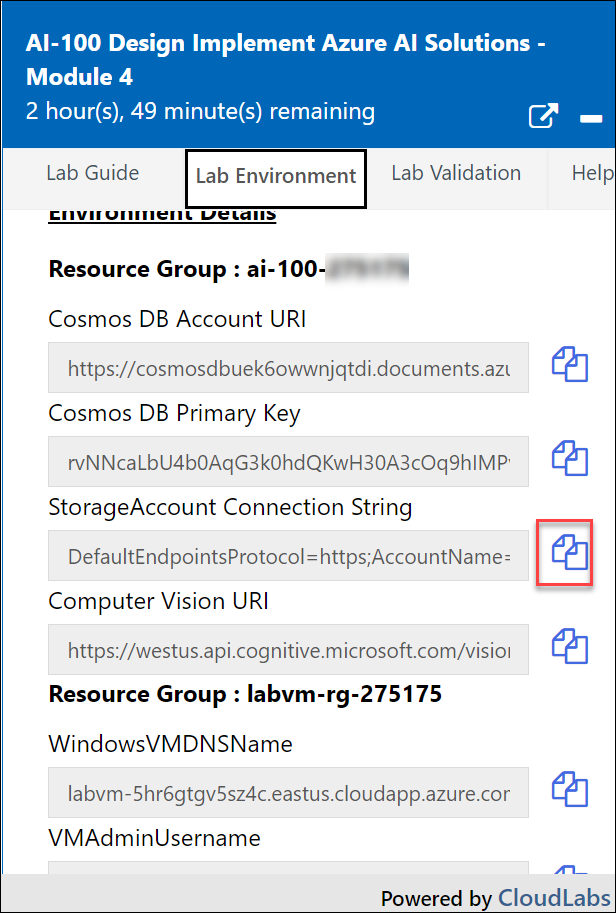 AI-100 Design Implement Azure AI Solutions -
Module 4
2 hour(s), 49 minute(s) remaining
Lab Guide
Lab Environment
Lab Validation
Help
Environment Details
Resource Group : ai-100-
Cosmos DB Account URI
https://cosmosdbuek6owwnjqtdi.documents.azu
Cosmos DB Primary Key
rvNNcaLbU4b0AqG3k0hdQKwH30A3cOq9hIMP
StorageAccount Connection String
DefaultEndpointsProtocol=https;AccountName=
Computer Vision URI
https://westus.api.cognitive.microsoft.com/vision
Resource Group : labvm-rg-275175
WindowsVMDNSName
labvm-5hr6gtgv5sz4c.eastus.cloudapp.azure.com
VMAdminUsername
Powered by CloudLabs